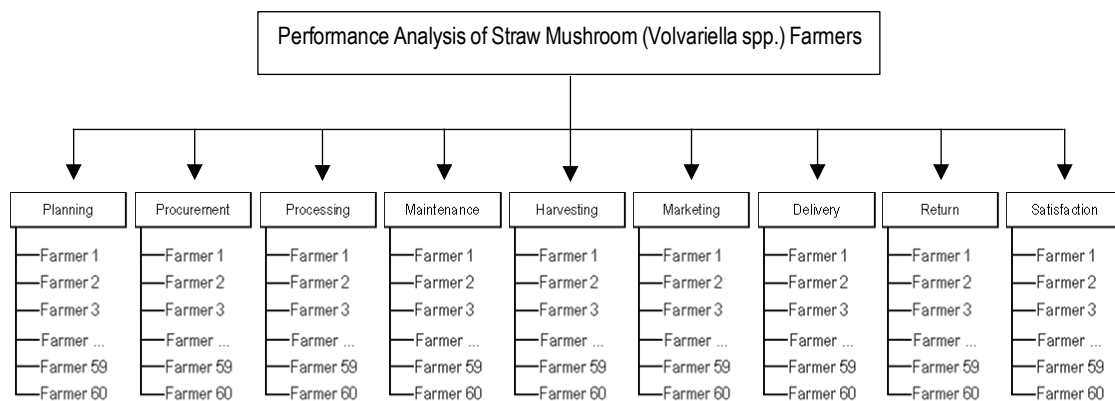 Performance Analysis of Straw Mushroom (Volvariella spp.) Farmers
Planning
Procurement
Processing
Maintenance
Harvesting
Marketing
Delivery
Return
Satisfaction
Farmer 1
Farmer 2
Farmer 3
Farmer ...
Farmer 59
Farmer 60
Farmer 1
Farmer 2
Farmer 3
Farmer ...
Farmer 59
Farmer 60
Farmer 1
Farmer 2
Farmer 3
Farmer ...
Farmer 59
Farmer 60
Farmer 1
Farmer 2
Farmer 3
Farmer ...
Farmer 59
Farmer 60
Farmer 1
Farmer 2
Farmer 3
Farmer ...
Farmer 59
Farmer 60
Farmer 1
Farmer 2
Farmer 3
Farmer ...
Farmer 59
Farmer 60
Farmer 1
Farmer 2
Farmer 3
Farmer ...
Farmer 59
Farmer 60
Farmer 1
Farmer 2
Farmer 3
Farmer ...
Farmer 59
Farmer 60
Farmer 1
Farmer 2
Farmer 3
Farmer ...
Farmer 59
Farmer 60